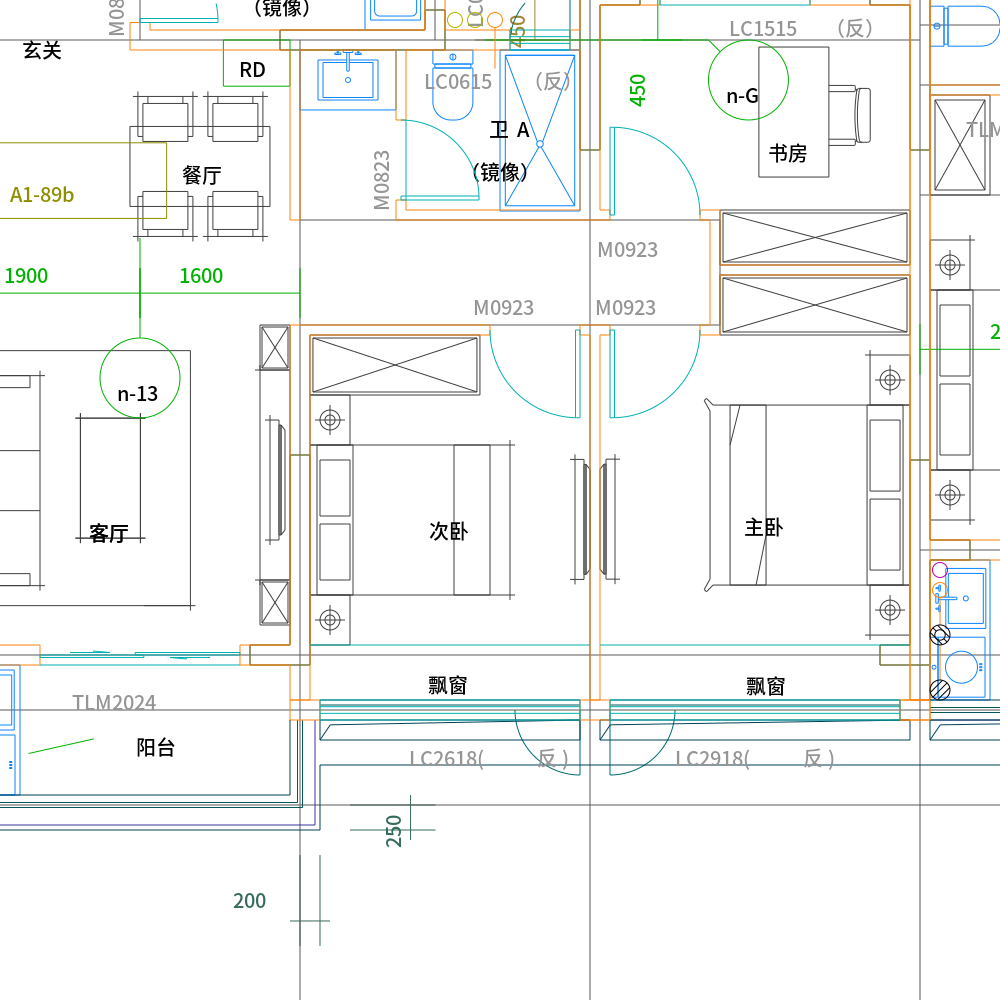 M08
（镜像）
LC0
450
LC1515 （反）
玄关
RD
LC0615 （反）
450
n-G
卫 A
TLM
书房
餐厅
M0823
（镜像）
A1-89b
M0923
1900
1600
M0923
M0923
2
n-13
客厅
次卧
主卧
飘窗
飘窗
TLM2024
阳台
LC2618( 反 )
LC2918( 反 )
250
200